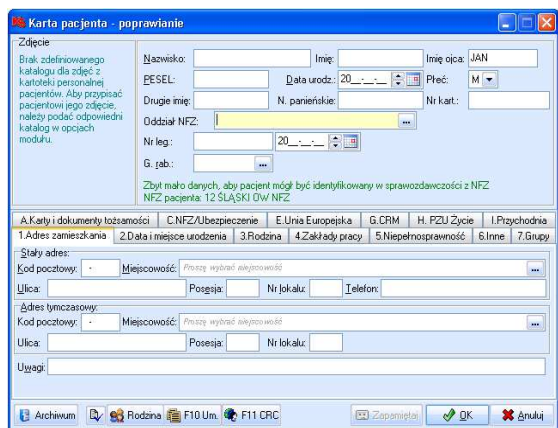 Karta pacjenta - poprawianie
Zdjęcie
Brak zdefiniowanego
katalogu dla zdjęć z
kartoteki personalnej
pacjentów. Aby przypisać
pacjentowi jego zdjęcie,
należy podać odpowiedni
katalog w opcjach
modułu.
Nazwisko: Imię: Imię ojca: JAN
PESEL: Data urodz.: 20__-__-__ Płeć: M
Drugie imię: N. panieńskie: Nr kart.:
Oddział NFZ: ...
Nr leg.: 20__-__-__
G. rab.: ...
Zbyt mało danych, aby pacjent mógł być identyfikowany w sprawozdawczości z NFZ
NFZ pacjenta: 12 ŚLĄSKI OW NFZ
A.Karty i dokumenty tożsamości C.NFZ/Ubezpieczenie E.Unia Europejska G.CRM H. PZU Życie I.Przychodnia
1.Adres zamieszkania 2.Data i miejsce urodzenia 3.Rodzina 4.Zakłady pracy 5.Niepełnosprawność 6.Inne 7.Grupy
Stały adres:
Kod pocztowy: - Miejscowość: Proszę wybrać miejscowość ...
Ulica: Posesja: Nr lokalu: Telefon:
Adres tymczasowy:
Kod pocztowy: - Miejscowość: Proszę wybrać miejscowość ...
Ulica: Posesja: Nr lokalu:
Uwagi:
Archiwum Rodzina F10 Um. F11 CRC Zapamiętaj OK Anuluj